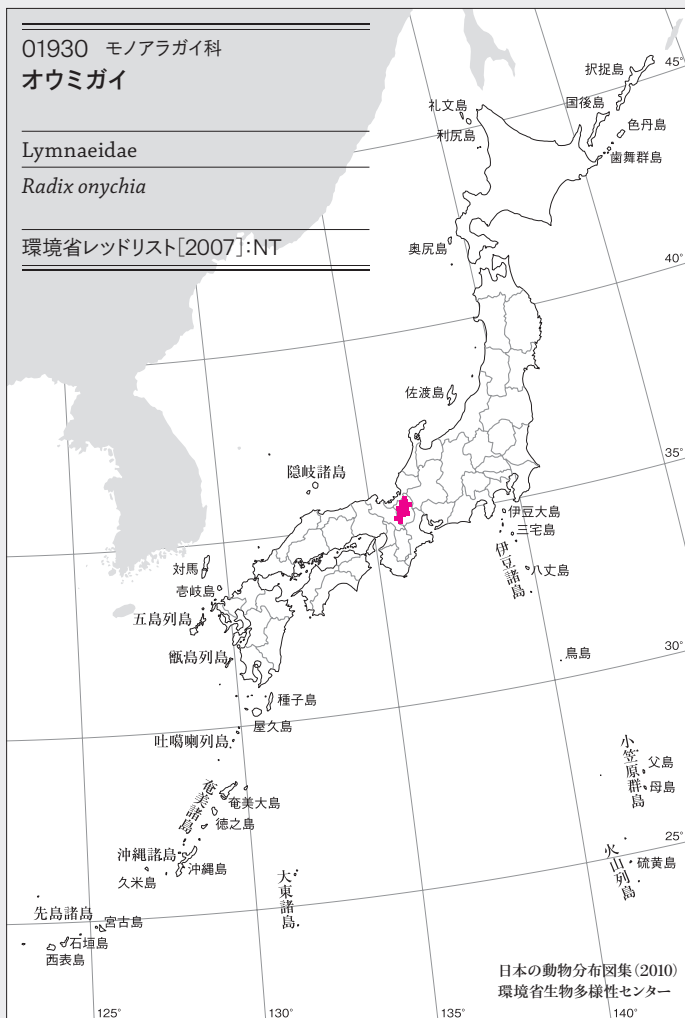 01930 モノアラガイ科
オウミガイ
Lymnaeidae
Radix onychia
環境省レッドリスト[2007]:NT
45°
択捉島
国後島
礼文島
色丹島
利尻島
歯舞群島
奥尻島
40°
佐渡島
35°
隠岐諸島
伊豆大島
三宅島
伊豆諸島
八丈島
対馬
壱岐島
五島列島
甑島列島
鳥島
30°
種子島
屋久島
吐噶喇列島
小笠原群島
父島
母島
奄美諸島
奄美大島
徳之島
25°
沖縄諸島
沖縄島
久米島
火山列島
硫黄島
大東諸島
先島諸島
宮古島
石垣島
西表島
日本の動物分布図集(2010)
環境省生物多様性センター
125°
130°
135°
140°